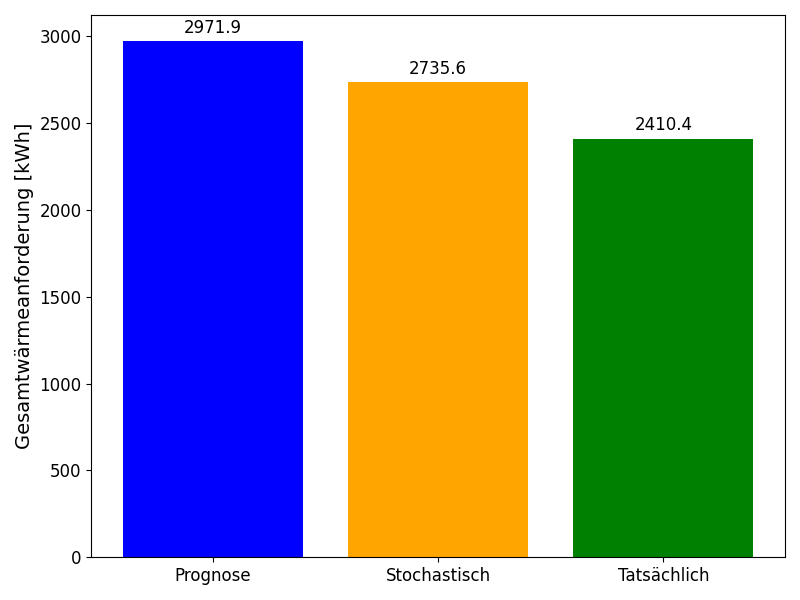 Gesamtwärmeanforderung [kWh]
3000
2500
2000
1500
1000
500
0
2971.9
2735.6
2410.4
Prognose
Stochastisch
Tatsächlich